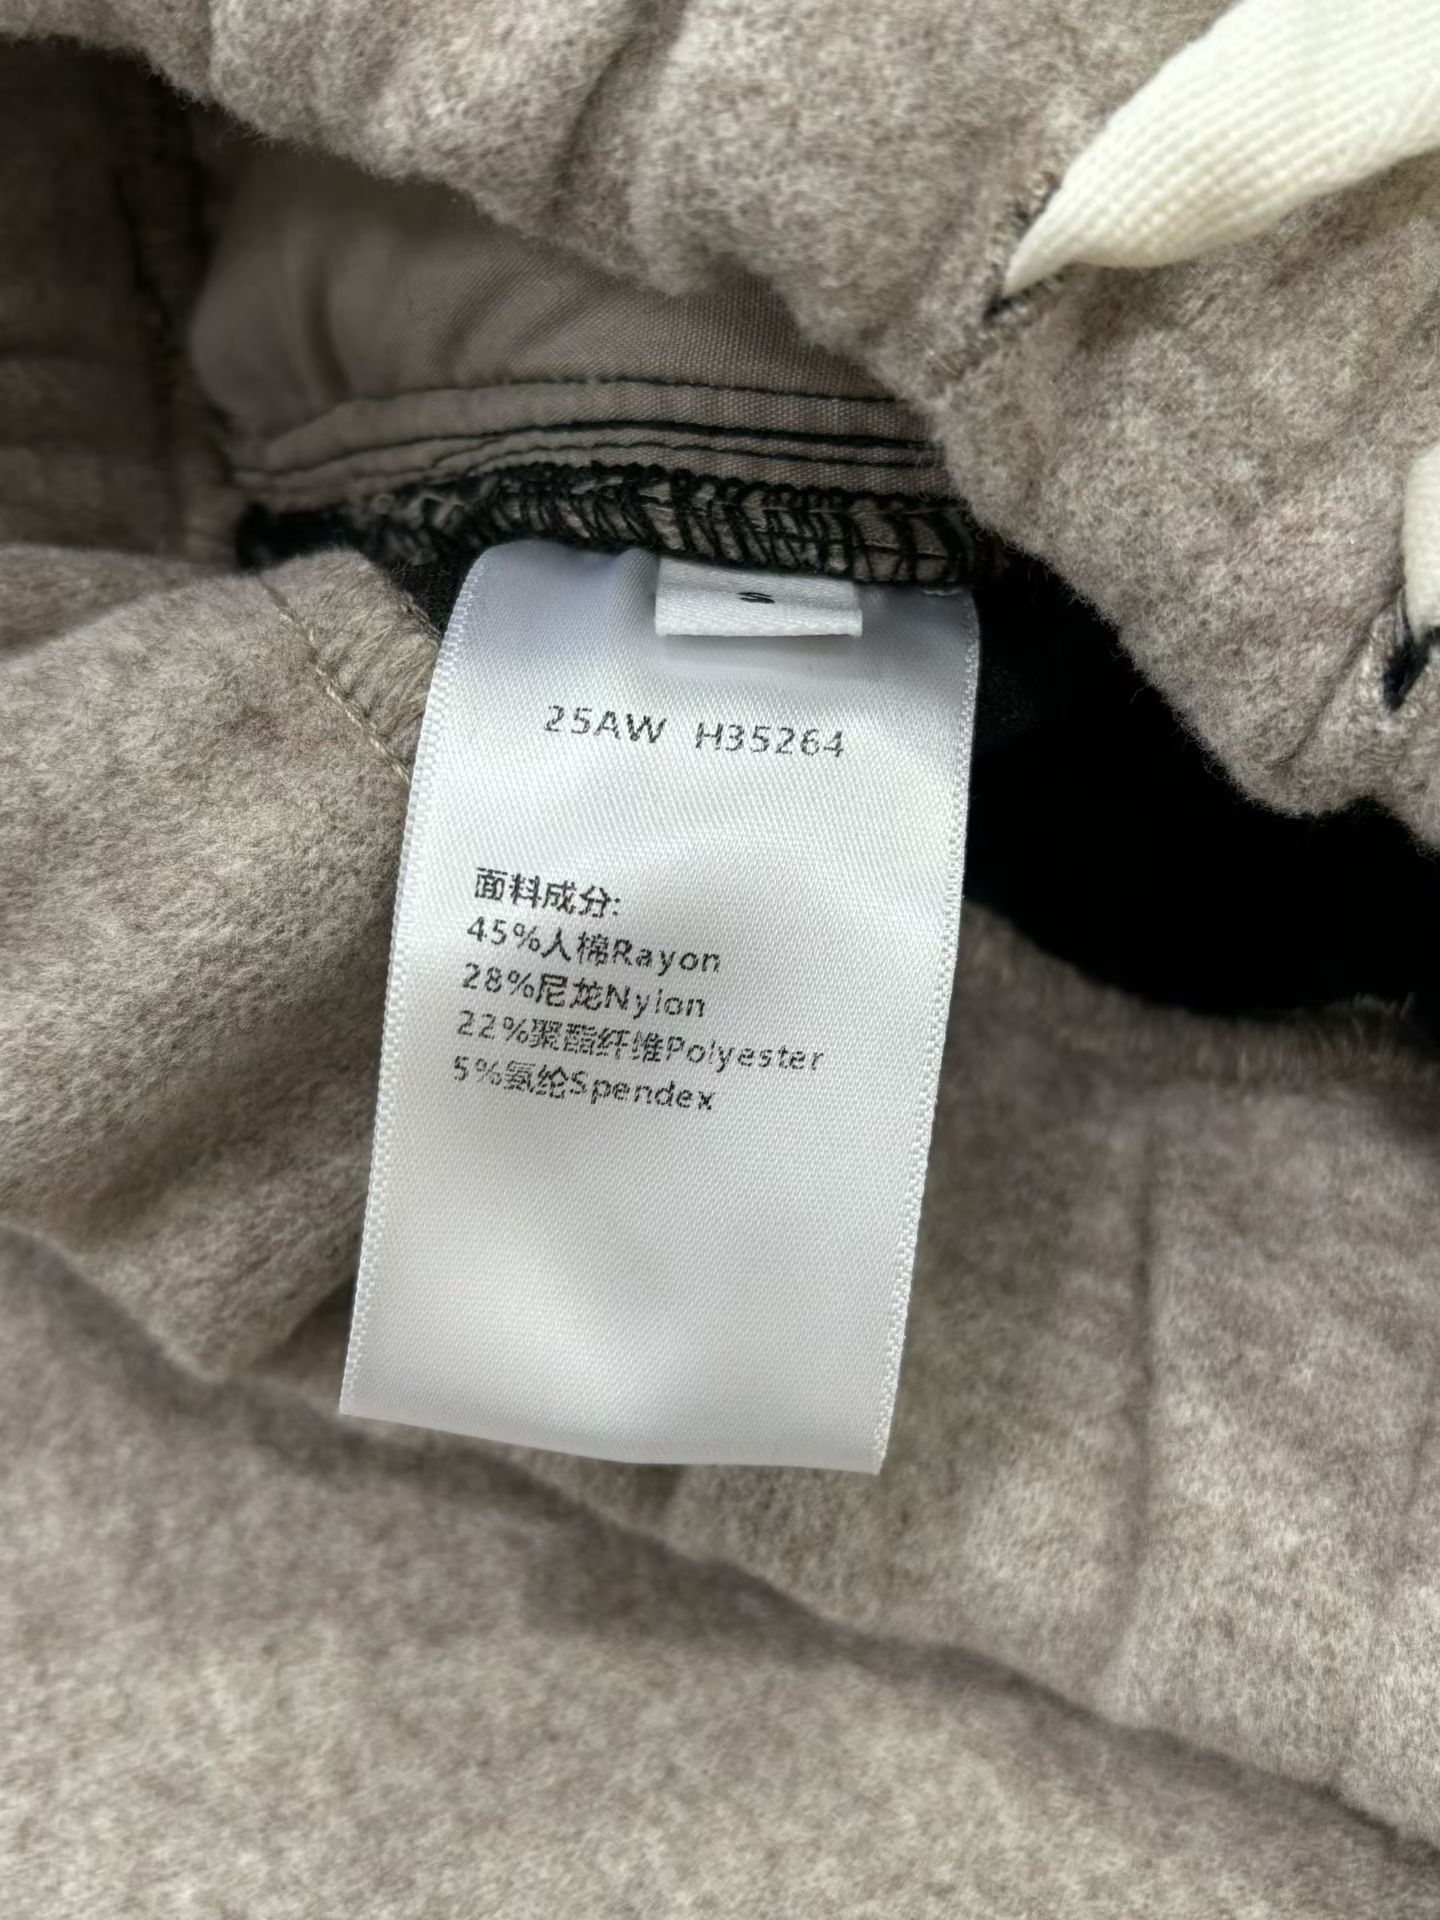 S
25AW H35264
面料成分:
45%人棉Rayon
28%尼龙Nylon
22%聚酯纤维Polyester
5%氨纶Spendex